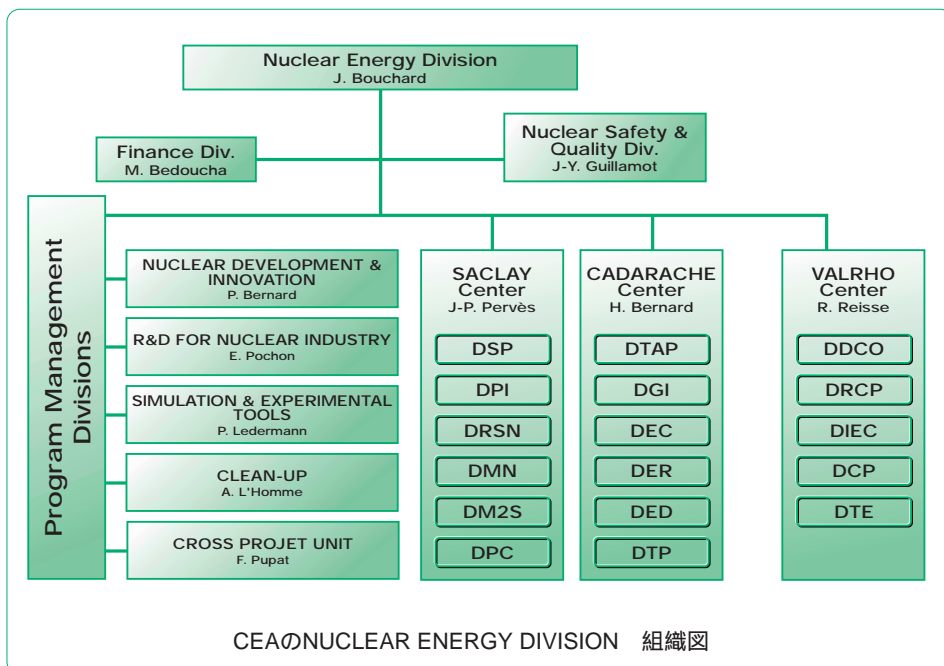 Nuclear Energy Division
J. Bouchard
Finance Div.
M. Bedoucha
Nuclear Safety &
Quality Div.
J-Y. Guillamot
Program Management
Divisions
NUCLEAR DEVELOPMENT &
INNOVATION
P. Bernard
R&D FOR NUCLEAR INDUSTRY
E. Pochon
SIMULATION & EXPERIMENTAL
TOOLS
P. Ledermann
CLEAN-UP
A. L'Homme
CROSS PROJET UNIT
F. Pupat
SACLAY
Center
J-P. Pervès
DSP
DPI
DRSN
DMN
DM2S
DPC
CADARACHE
Center
H. Bernard
DTAP
DGI
DEC
DER
DED
DTP
VALRHO
Center
R. Reisse
DDCO
DRCP
DIEC
DCP
DTE
CEAのNUCLEAR ENERGY DIVISION 組織図